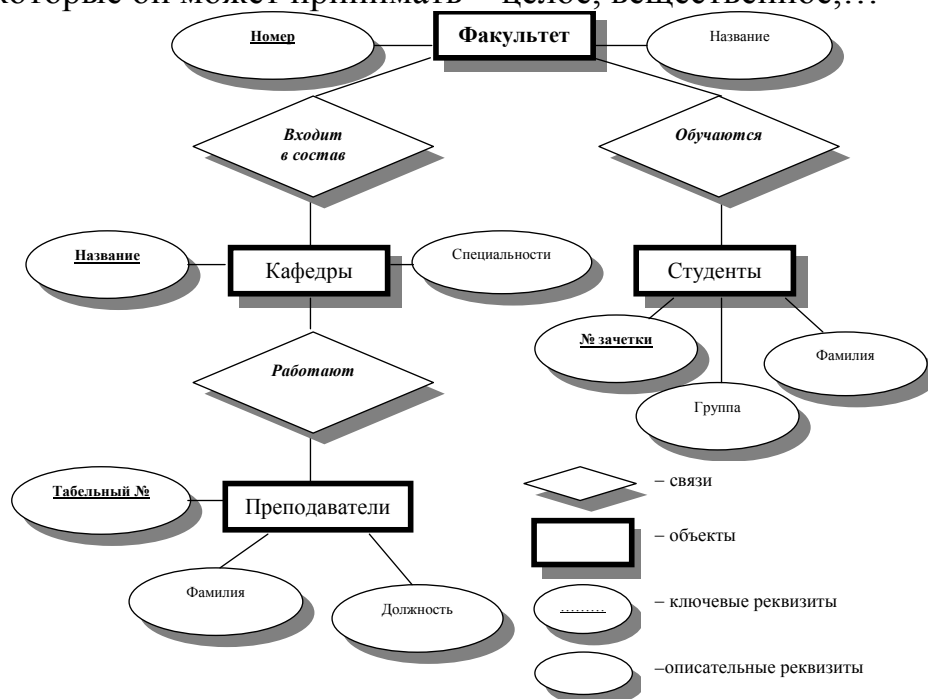 которые он может принимать – целое, вещественное,…
Номер
Факультет
Название
Входит
в состав
Обучаются
Название
Кафедры
Специальности
Студенты
№ зачетки
Фамилия
Группа
Работают
Табельный №
Преподаватели
Фамилия
Должность
– связи
– объекты
.........
– ключевые реквизиты
–описательные реквизиты